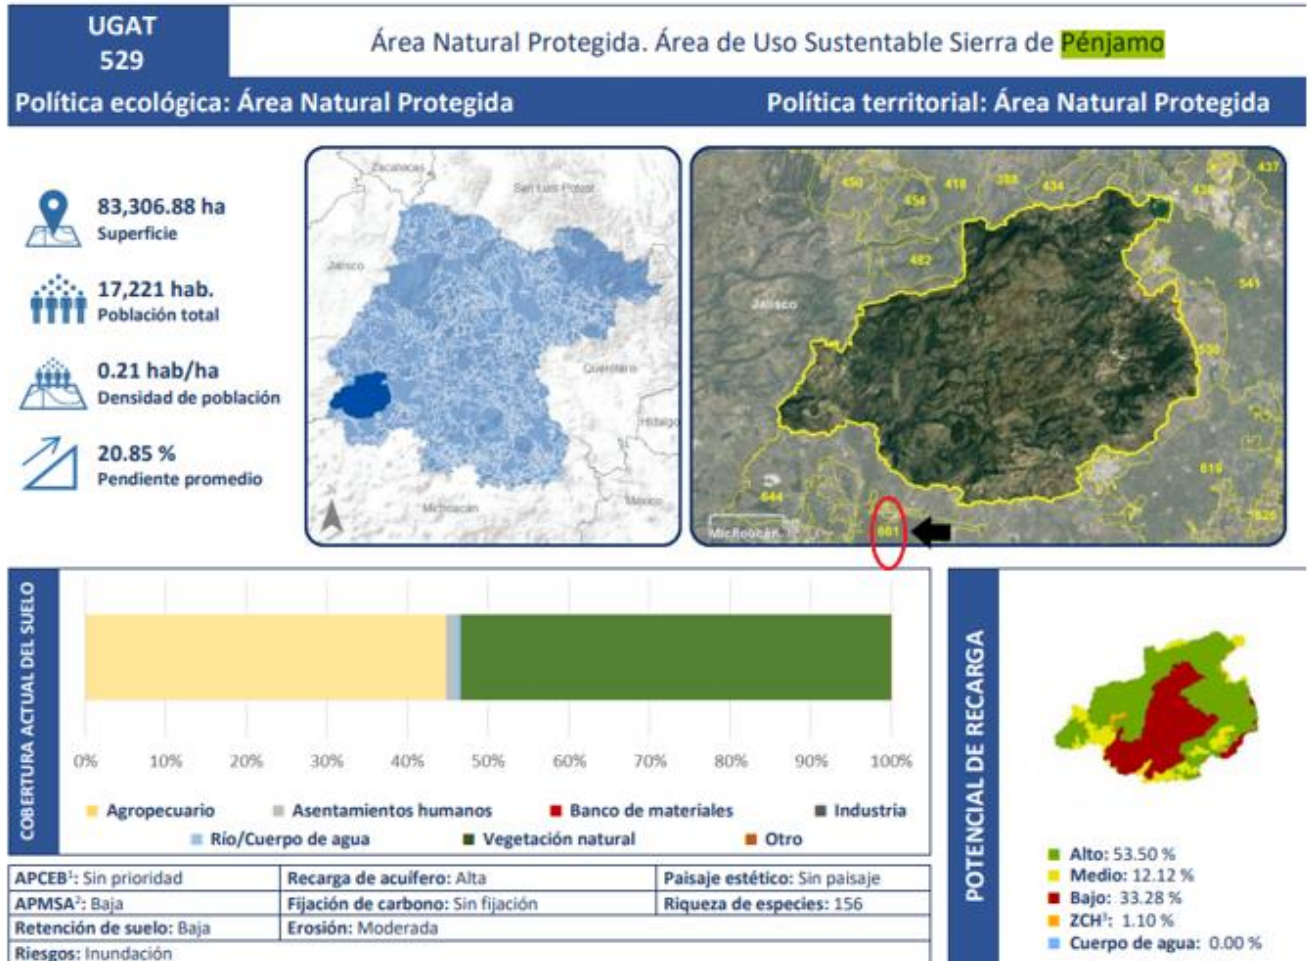 UGAT
529
Área Natural Protegida. Área de Uso Sustentable Sierra de Pénjamo
Política ecológica: Área Natural Protegida
Política territorial: Área Natural Protegida
83,306.88 ha
Superficie
17,221 hab.
Población total
0.21 hab/ha
Densidad de población
20.85 %
Pendiente promedio
Zacatecas
San Luis Potosí
Jalisco
Querétaro
Hidalgo
Michoacán
México
450
454
418
388
434
437
482
541
Jalisco
619
644
661
Michoacán
COBERTURA ACTUAL DEL SUELO
0% 10% 20% 30% 40% 50% 60% 70% 80% 90% 100%
Agropecuario Asentamientos humanos Banco de materiales Industria
Río/Cuerpo de agua Vegetación natural Otro
POTENCIAL DE RECARGA
Alto: 53.50 %
Medio: 12.12 %
Bajo: 33.28 %
ZCH³: 1.10 %
Cuerpo de agua: 0.00 %
APCEB¹: Sin prioridad Recarga de acuífero: Alta Paisaje estético: Sin paisaje
APMSA²: Baja Fijación de carbono: Sin fijación Riqueza de especies: 156
Retención de suelo: Baja Erosión: Moderada
Riesgos: Inundación